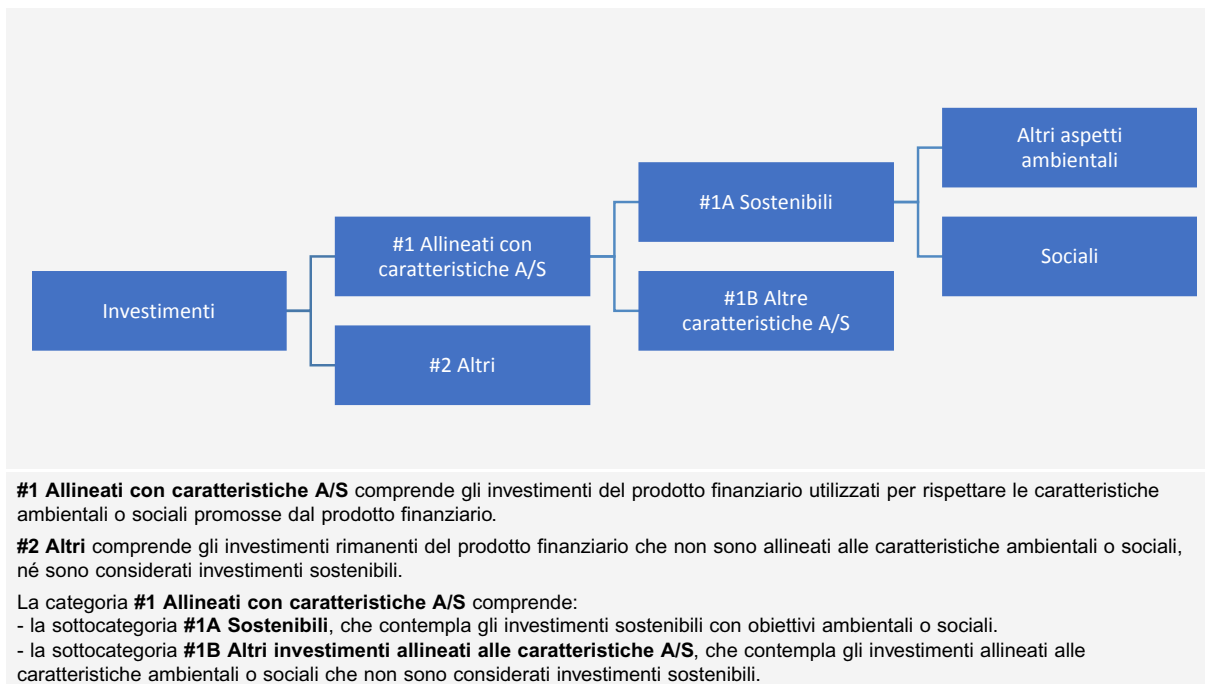 Altri aspetti
ambientali
#1A Sostenibili
#1 Allineati con
caratteristiche A/S
Sociali
Investimenti
#1B Altre
caratteristiche A/S
#2 Altri
#1 Allineati con caratteristiche A/S comprende gli investimenti del prodotto finanziario utilizzati per rispettare le caratteristiche
ambientali o sociali promosse dal prodotto finanziario.
#2 Altri comprende gli investimenti rimanenti del prodotto finanziario che non sono allineati alle caratteristiche ambientali o sociali,
né sono considerati investimenti sostenibili.
La categoria #1 Allineati con caratteristiche A/S comprende:
- la sottocategoria #1A Sostenibili, che contempla gli investimenti sostenibili con obiettivi ambientali o sociali.
- la sottocategoria #1B Altri investimenti allineati alle caratteristiche A/S, che contempla gli investimenti allineati alle
caratteristiche ambientali o sociali che non sono considerati investimenti sostenibili.